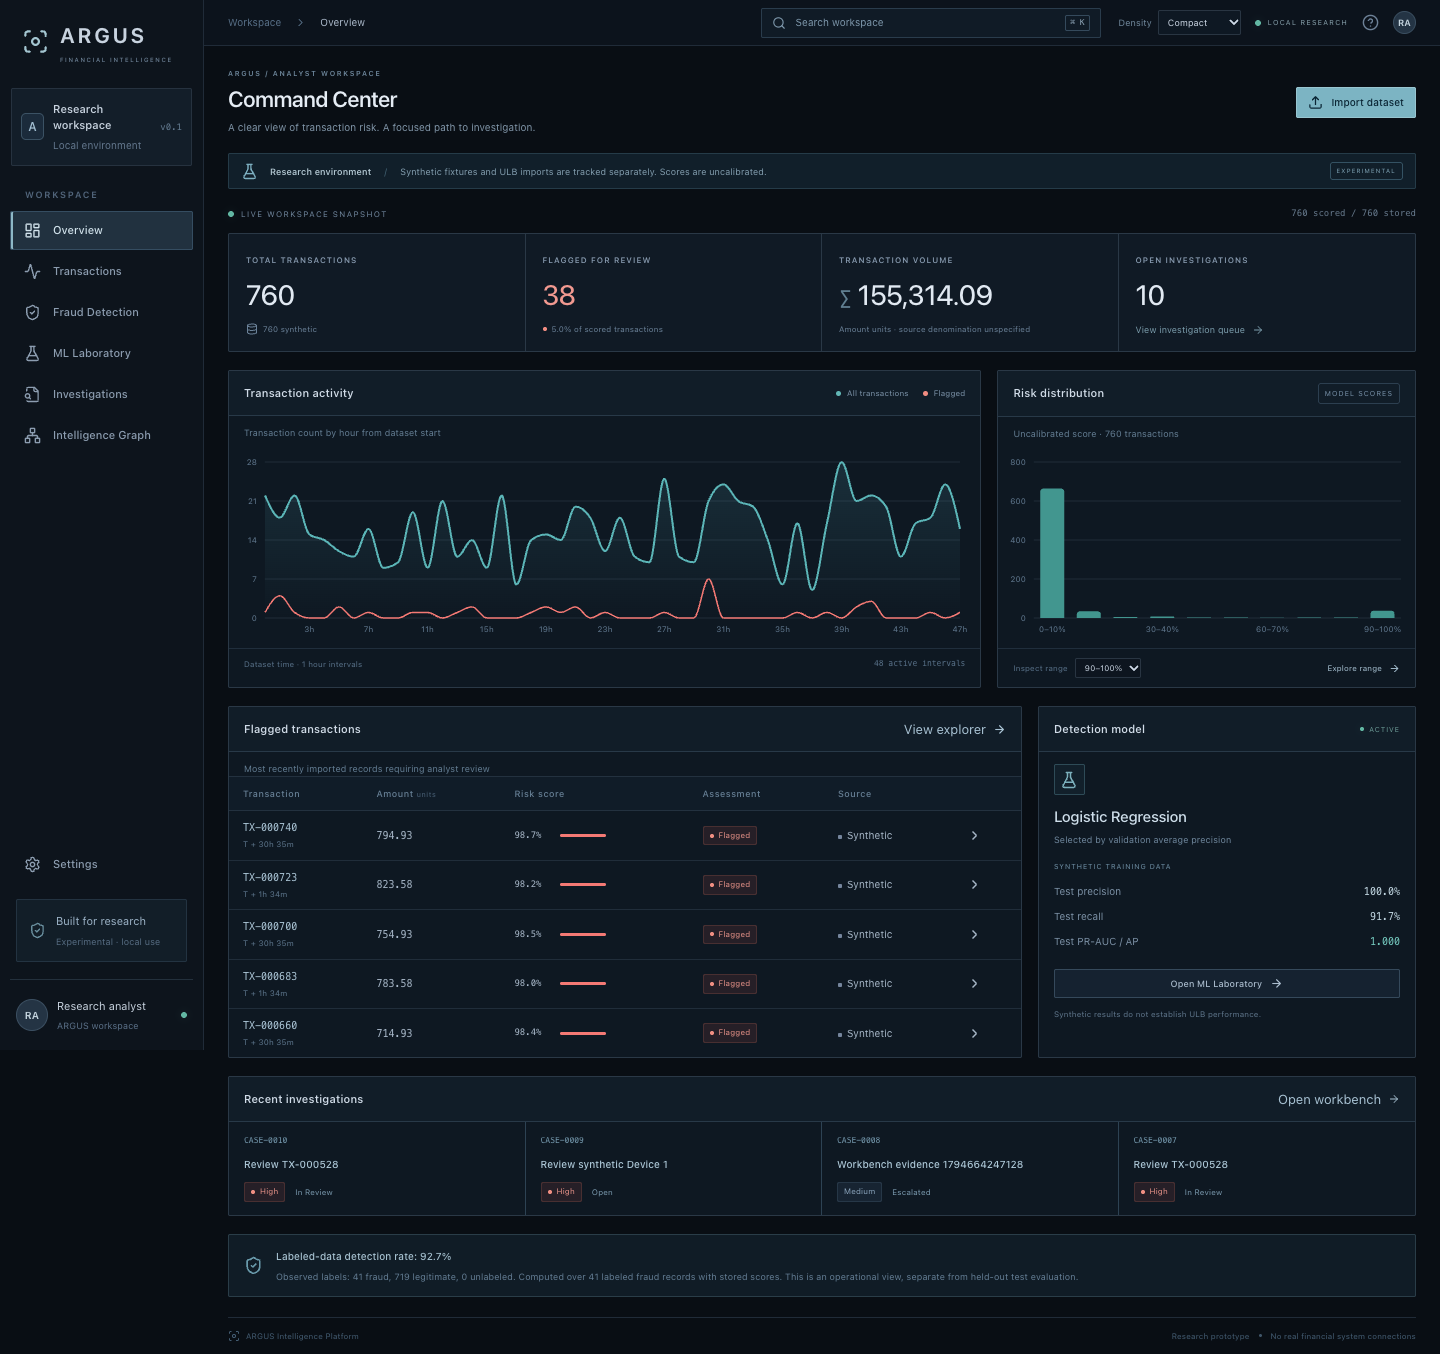 ARGUS
FINANCIAL INTELLIGENCE
A
Research workspace
v0.1
Local environment
WORKSPACE
Overview
Transactions
Fraud Detection
ML Laboratory
Investigations
Intelligence Graph
Settings
Built for research
Experimental · local use
RA
Research analyst
ARGUS workspace
Workspace > Overview
Search workspace
⌘ K
Density
Compact
LOCAL RESEARCH
RA
ARGUS / ANALYST WORKSPACE
Command Center
A clear view of transaction risk. A focused path to investigation.
Import dataset
Research environment / Synthetic fixtures and ULB imports are tracked separately. Scores are uncalibrated.
EXPERIMENTAL
LIVE WORKSPACE SNAPSHOT
760 scored / 760 stored
TOTAL TRANSACTIONS
760
760 synthetic
FLAGGED FOR REVIEW
38
5.0% of scored transactions
TRANSACTION VOLUME
∑ 155,314.09
Amount units · source denomination unspecified
OPEN INVESTIGATIONS
10
View investigation queue →
Transaction activity
All transactions
Flagged
Transaction count by hour from dataset start
28
21
14
7
0
3h 7h 11h 15h 19h 23h 27h 31h 35h 39h 43h 47h
Dataset time · 1 hour intervals
48 active intervals
Risk distribution
MODEL SCORES
Uncalibrated score · 760 transactions
800
600
400
200
0
0–10% 30–40% 60–70% 90–100%
Inspect range
90–100%
Explore range →
Flagged transactions
View explorer →
Most recently imported records requiring analyst review
Transaction Amount units Risk score Assessment Source
TX-000740 794.93 98.7% Flagged Synthetic
T + 30h 35m
TX-000723 823.58 98.2% Flagged Synthetic
T + 1h 34m
TX-000700 754.93 98.5% Flagged Synthetic
T + 30h 35m
TX-000683 783.58 98.0% Flagged Synthetic
T + 1h 34m
TX-000660 714.93 98.4% Flagged Synthetic
T + 30h 35m
Detection model
ACTIVE
Logistic Regression
Selected by validation average precision
SYNTHETIC TRAINING DATA
Test precision 100.0%
Test recall 91.7%
Test PR-AUC / AP 1.000
Open ML Laboratory →
Synthetic results do not establish ULB performance.
Recent investigations
Open workbench →
CASE-0010
Review TX-000528
High In Review
CASE-0009
Review synthetic Device 1
High Open
CASE-0008
Workbench evidence 1794664247128
Medium Escalated
CASE-0007
Review TX-000528
High In Review
Labeled-data detection rate: 92.7%
Observed labels: 41 fraud, 719 legitimate, 0 unlabeled. Computed over 41 labeled fraud records with stored scores. This is an operational view, separate from held-out test evaluation.
ARGUS Intelligence Platform
Research prototype • No real financial system connections